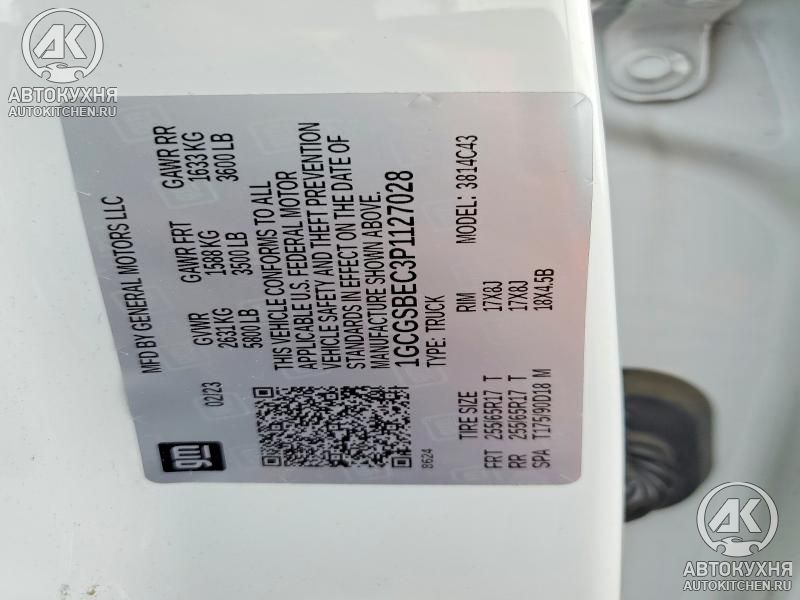 AK
АВТОКУХНЯ
AUTOKITCHEN.RU
gm
MFD BY GENERAL MOTORS LLC
02/23
GVWR GAWR FRT GAWR RR
2631 KG 1588 KG 1633 KG
5800 LB 3500 LB 3600 LB
THIS VEHICLE CONFORMS TO ALL
APPLICABLE U.S. FEDERAL MOTOR
VEHICLE SAFETY AND THEFT PREVENTION
STANDARDS IN EFFECT ON THE DATE OF
MANUFACTURE SHOWN ABOVE.
1GCGSBEC3P1127028
8624
TYPE: TRUCK MODEL: 3814C43
TIRE SIZE RIM
FRT 255/65R17 T 17X8J
RR 255/65R17 T 17X8J
SPA T175/90D18 M 18X4.5B
AK
АВТОКУХНЯ
AUTOKITCHEN.RU